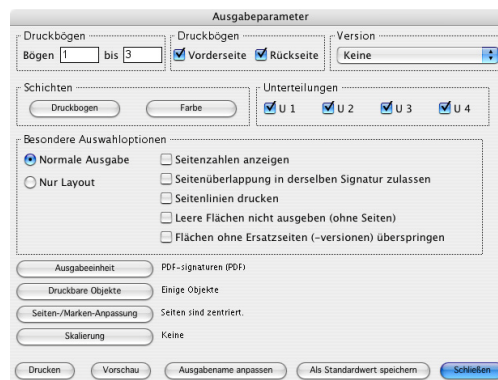 Ausgabeparameter
Druckbögen
Bögen 1 bis 3
Druckbögen
Vorderseite Rückseite
Version
Keine
Schichten
Druckbogen Farbe
Unterteilungen
U 1 U 2 U 3 U 4
Besondere Auswahloptionen
Normale Ausgabe
Nur Layout
Seitenzahlen anzeigen
Seitenüberlappung in derselben Signatur zulassen
Seitenlinien drucken
Leere Flächen nicht ausgeben (ohne Seiten)
Flächen ohne Ersatzseiten (-versionen) überspringen
Ausgabeeinheit PDF-signaturen (PDF)
Druckbare Objekte Einige Objekte
Seiten-/Marken-Anpassung Seiten sind zentriert.
Skalierung Keine
Drucken Vorschau Ausgabename anpassen Als Standardwert speichern Schließen